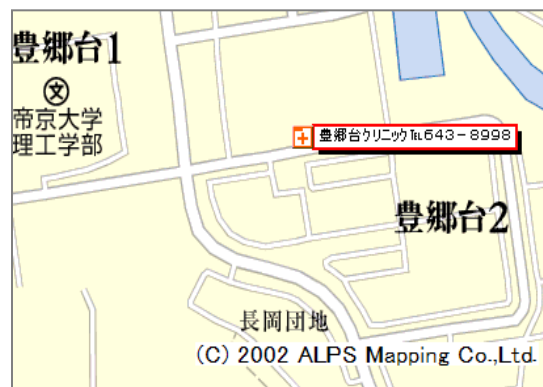 豊郷台1
文
帝京大学
理工学部
豊郷台クリニック℡643-8998
豊郷台2
長岡団地
(C) 2002 ALPS Mapping Co.,Ltd.